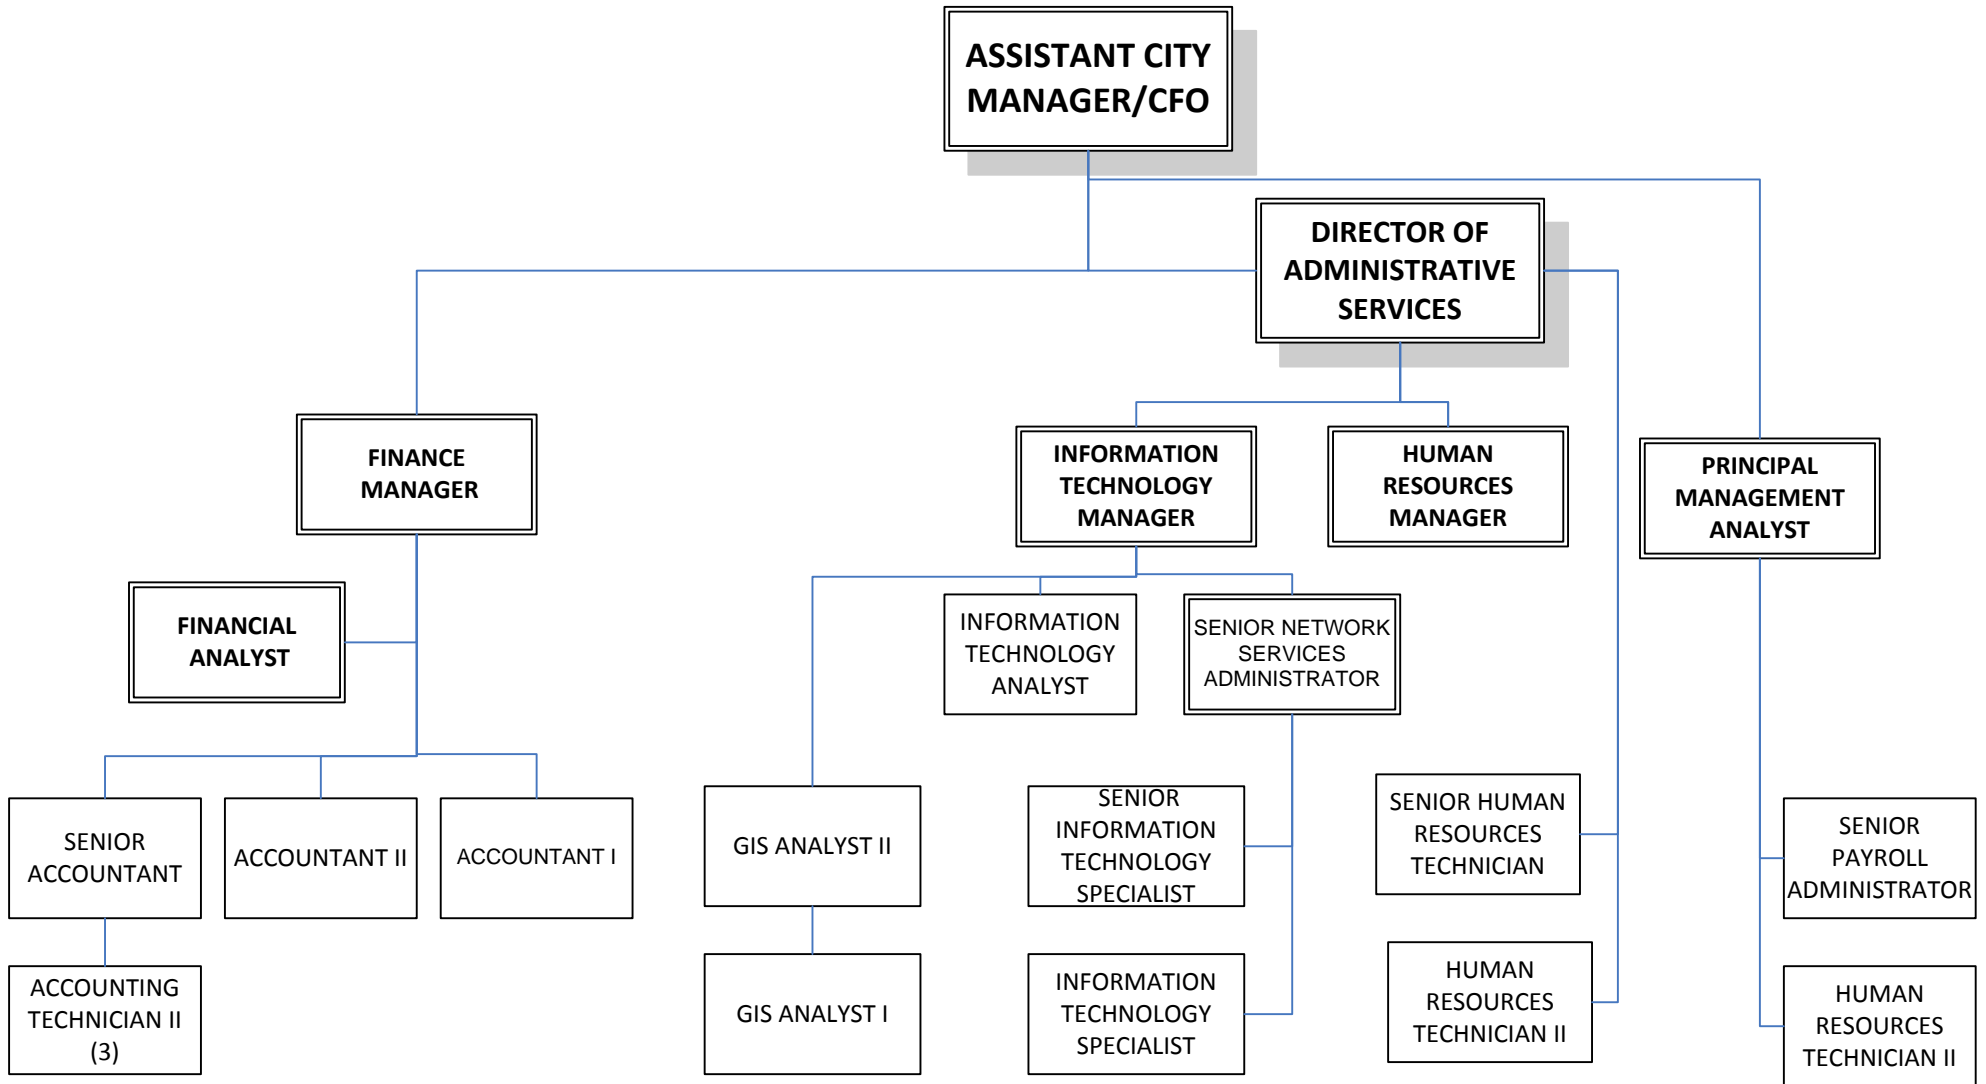 ASSISTANT CITY
MANAGER/CFO
DIRECTOR OF
ADMINISTRATIVE
SERVICES
FINANCE
MANAGER
INFORMATION
TECHNOLOGY
MANAGER
HUMAN
RESOURCES
MANAGER
PRINCIPAL
MANAGEMENT
ANALYST
FINANCIAL
ANALYST
INFORMATION
TECHNOLOGY
ANALYST
SENIOR NETWORK
SERVICES
ADMINISTRATOR
SENIOR
ACCOUNTANT
ACCOUNTANT II
ACCOUNTANT I
GIS ANALYST II
SENIOR
INFORMATION
TECHNOLOGY
SPECIALIST
SENIOR HUMAN
RESOURCES
TECHNICIAN
SENIOR
PAYROLL
ADMINISTRATOR
ACCOUNTING
TECHNICIAN II
(3)
GIS ANALYST I
INFORMATION
TECHNOLOGY
SPECIALIST
HUMAN
RESOURCES
TECHNICIAN II
HUMAN
RESOURCES
TECHNICIAN II